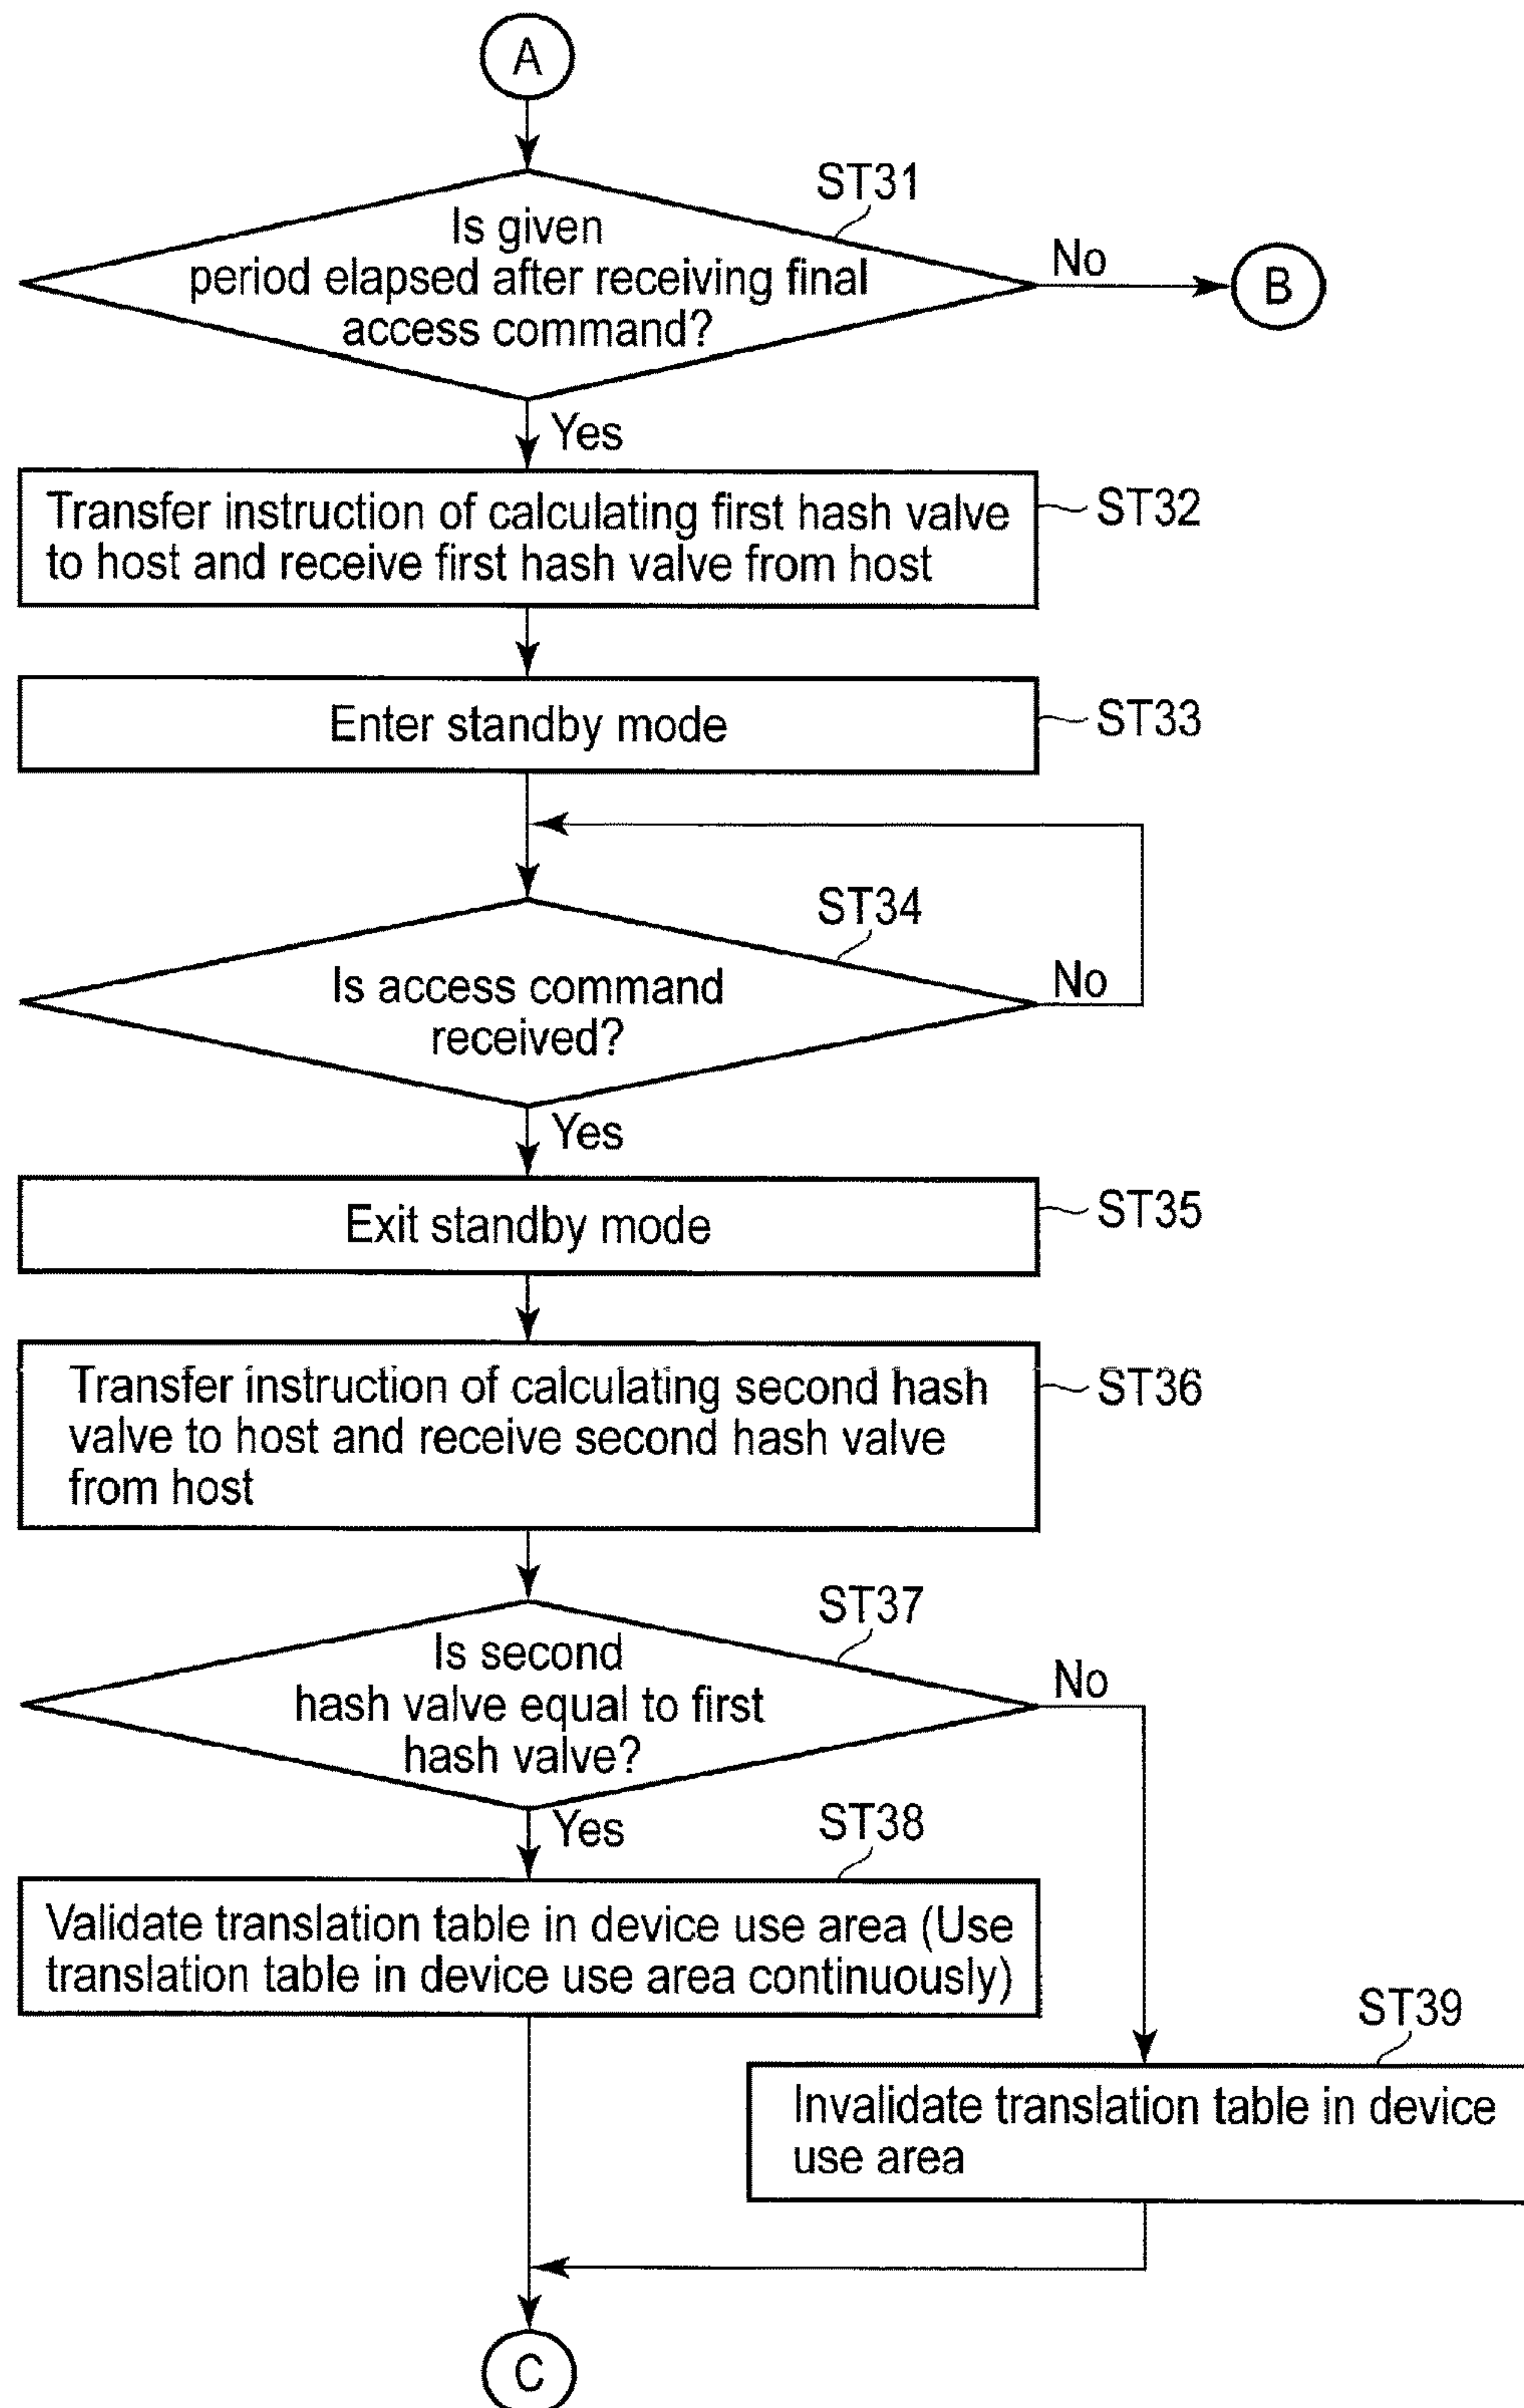 A
ST31
Is given
period elapsed after receiving final
access command?
No
B
Yes
Transfer instruction of calculating first hash valve
to host and receive first hash valve from host
ST32
Enter standby mode
ST33
ST34
Is access command
received?
No
Yes
Exit standby mode
ST35
Transfer instruction of calculating second hash
valve to host and receive second hash valve
from host
ST36
ST37
Is second
hash valve equal to first
hash valve?
No
Yes
ST38
Validate translation table in device use area (Use
translation table in device use area continuously)
ST39
Invalidate translation table in device
use area
C